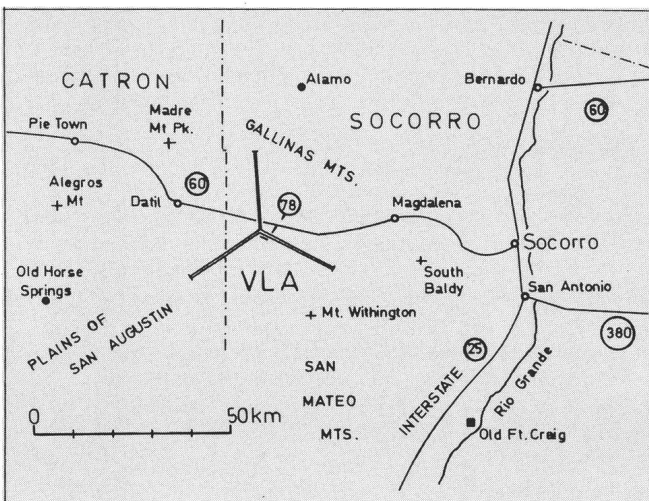 CATRON
Alamo
Bernardo
60
Pie Town
Madre
Mt Pk.
SOCORRO
GALLINAS MTS.
Alegros
Mt
Datil
60
78
Magdalena
Socorro
Old Horse
Springs
VLA
South
Baldy
San Antonio
PLAINS OF
SAN AUGUSTIN
Mt. Withington
380
25
SAN
MATEO
MTS.
INTERSTATE
Rio Grande
0
50km
Old Ft. Craig